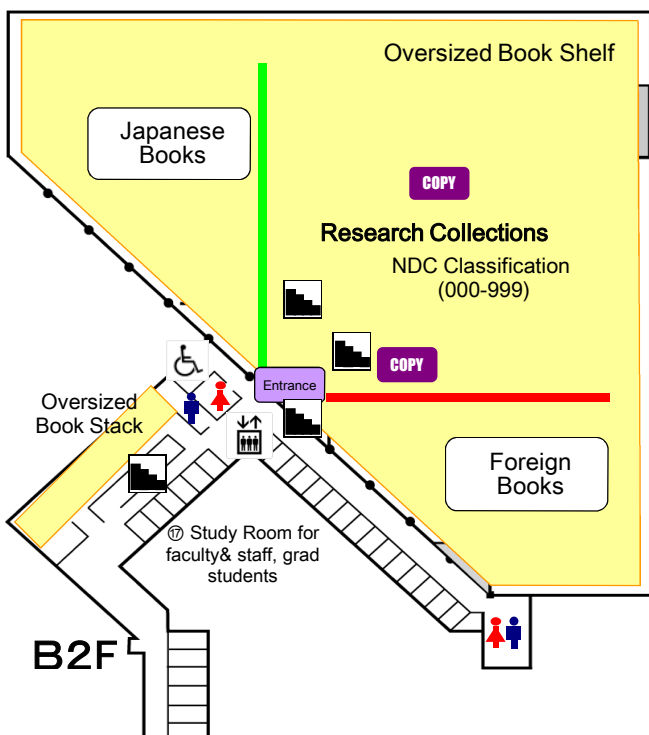 Oversized Book Shelf
Japanese
Books
COPY
Research Collections
NDC Classification
(000-999)
COPY
Entrance
Oversized
Book Stack
Foreign
Books
⑰ Study Room for
faculty& staff, grad
students
B2F